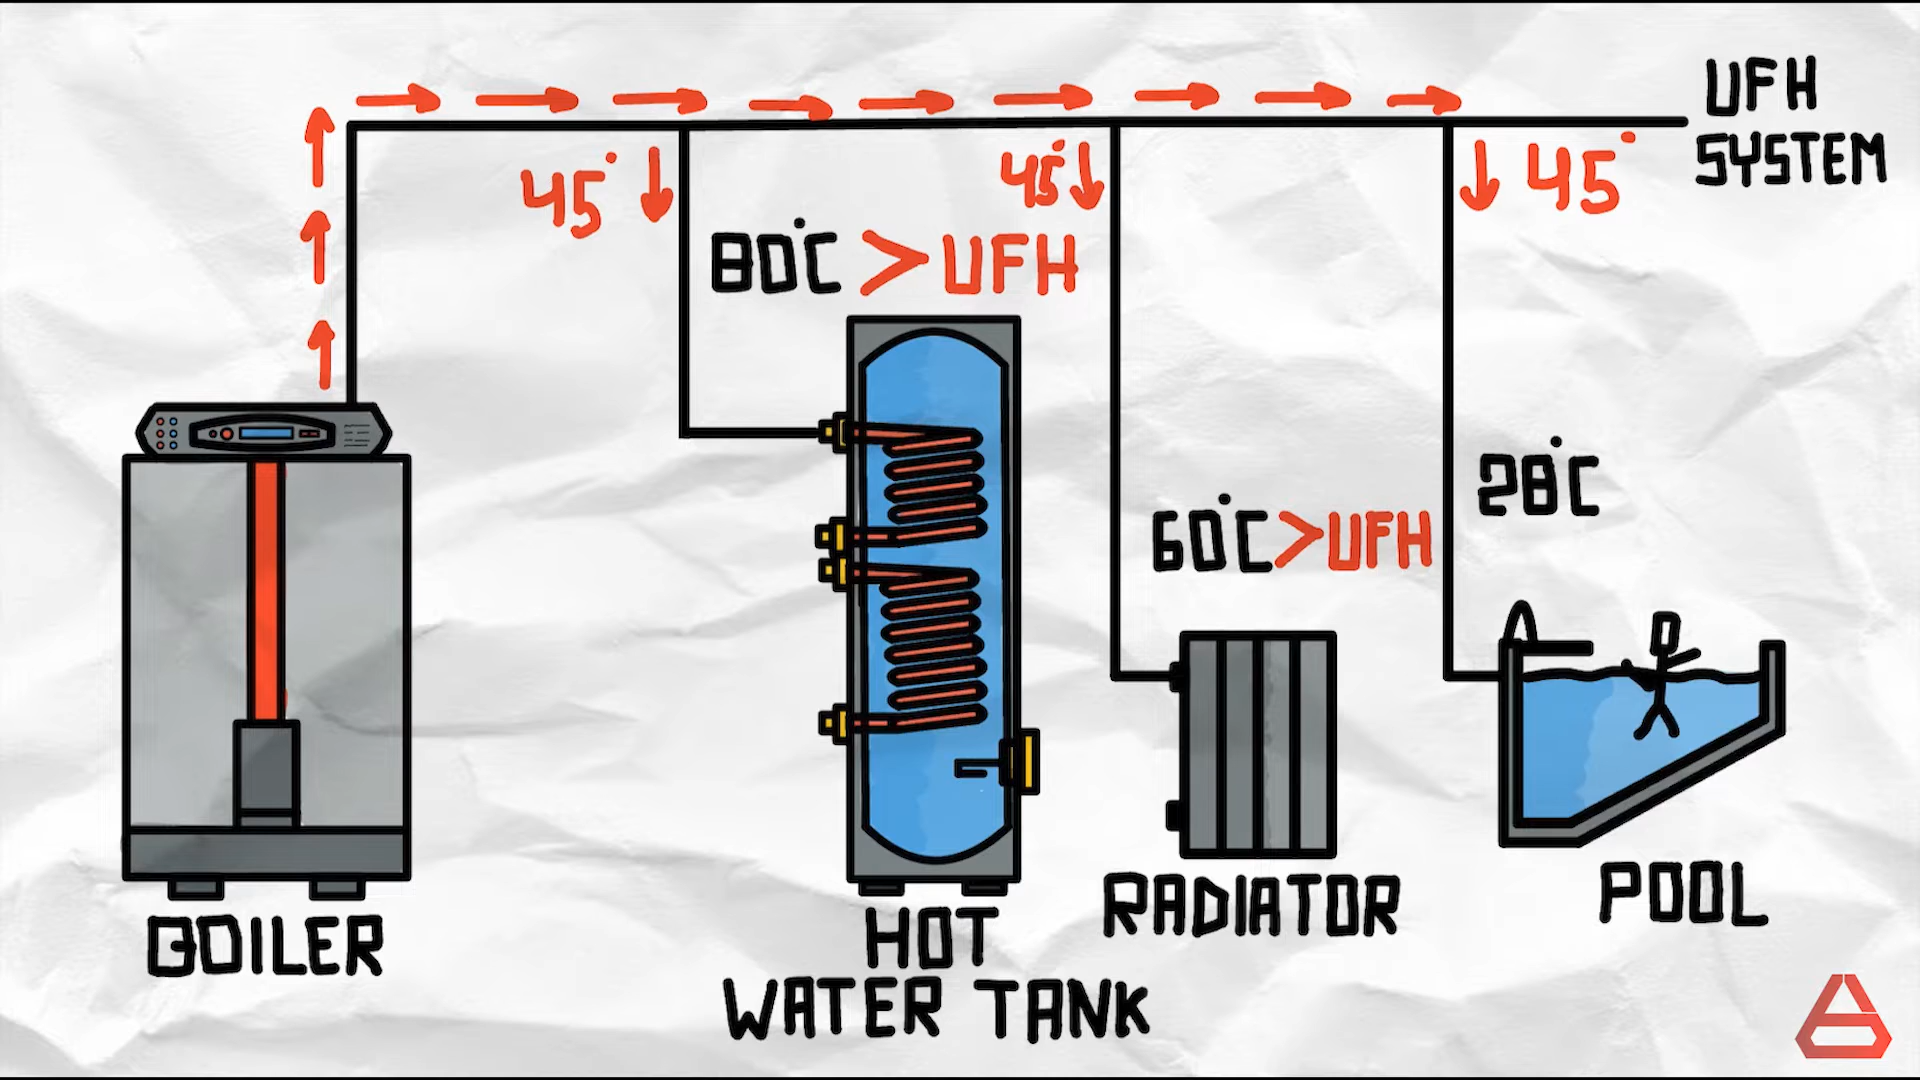 UFH
SYSTEM
45°
45°
45°
80°C > UFH
28°C
60°C>UFH
BOILER
HOT
WATER TANK
RADIATOR
POOL